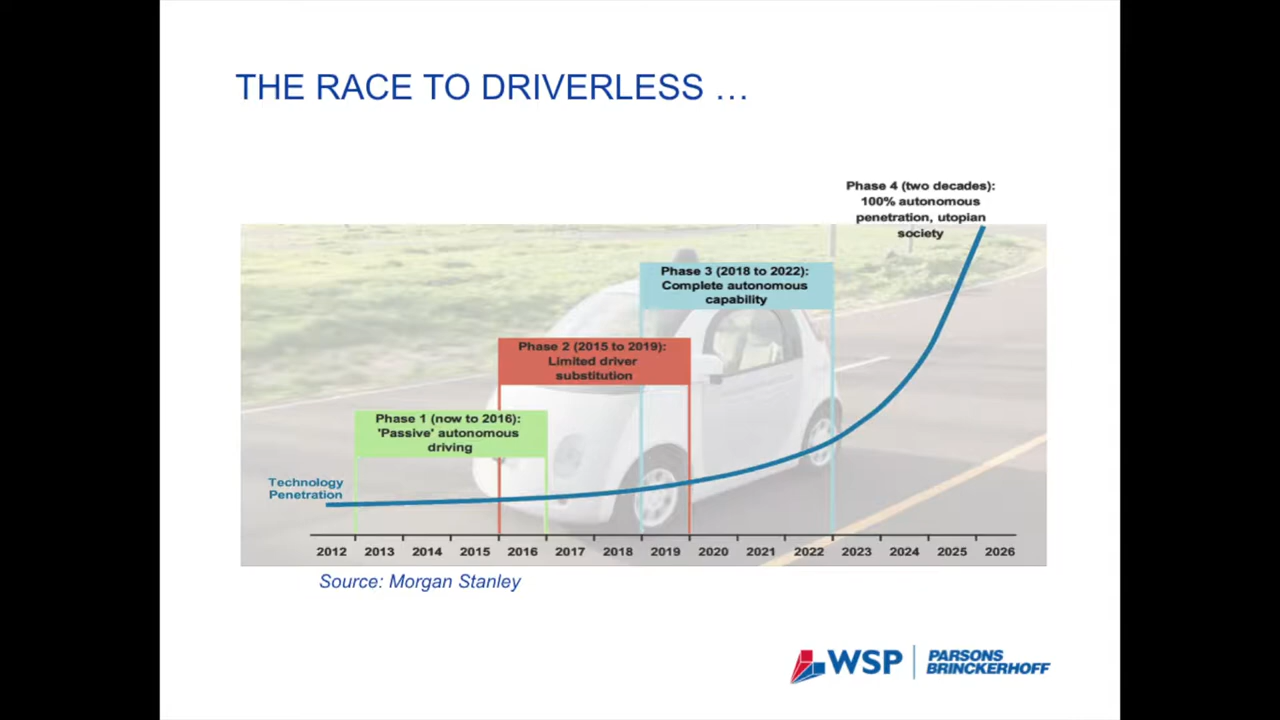 THE RACE TO DRIVERLESS …
Phase 4 (two decades):
100% autonomous
penetration, utopian
society
Phase 3 (2018 to 2022):
Complete autonomous
capability
Phase 2 (2015 to 2019):
Limited driver
substitution
Phase 1 (now to 2016):
'Passive' autonomous
driving
Technology
Penetration
2012 2013 2014 2015 2016 2017 2018 2019 2020 2021 2022 2023 2024 2025 2026
Source: Morgan Stanley
WSP
PARSONS
BRINCKERHOFF